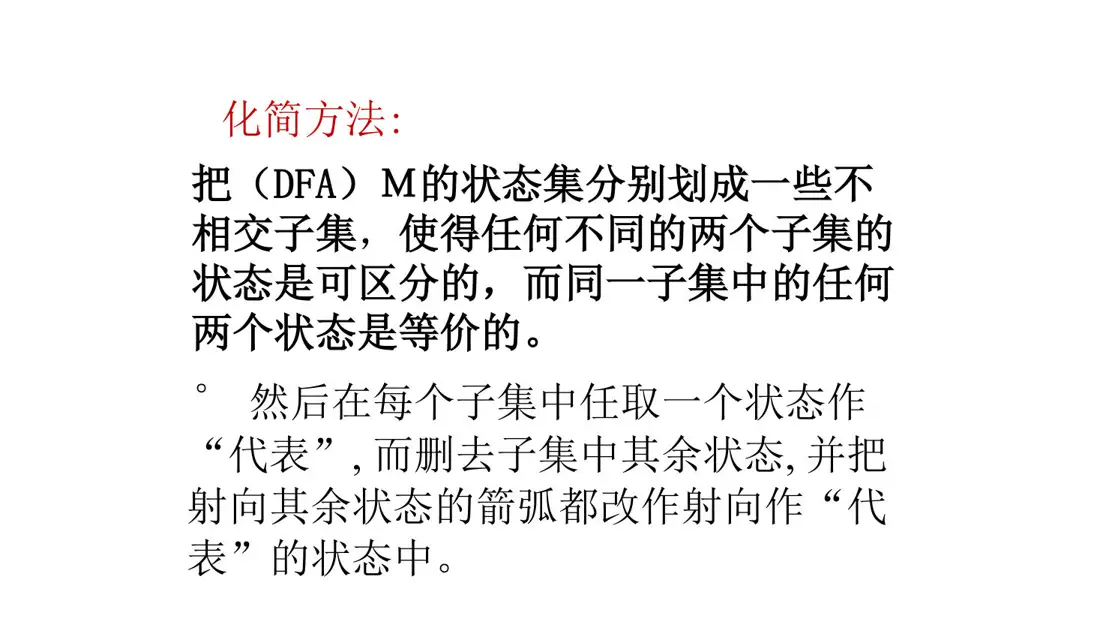 化简方法:
把（DFA）M的状态集分别划成一些不
相交子集，使得任何不同的两个子集的
状态是可区分的，而同一子集中的任何
两个状态是等价的。
° 然后在每个子集中任取一个状态作
“代表”,而删去子集中其余状态,并把
射向其余状态的箭弧都改作射向作“代
表”的状态中。